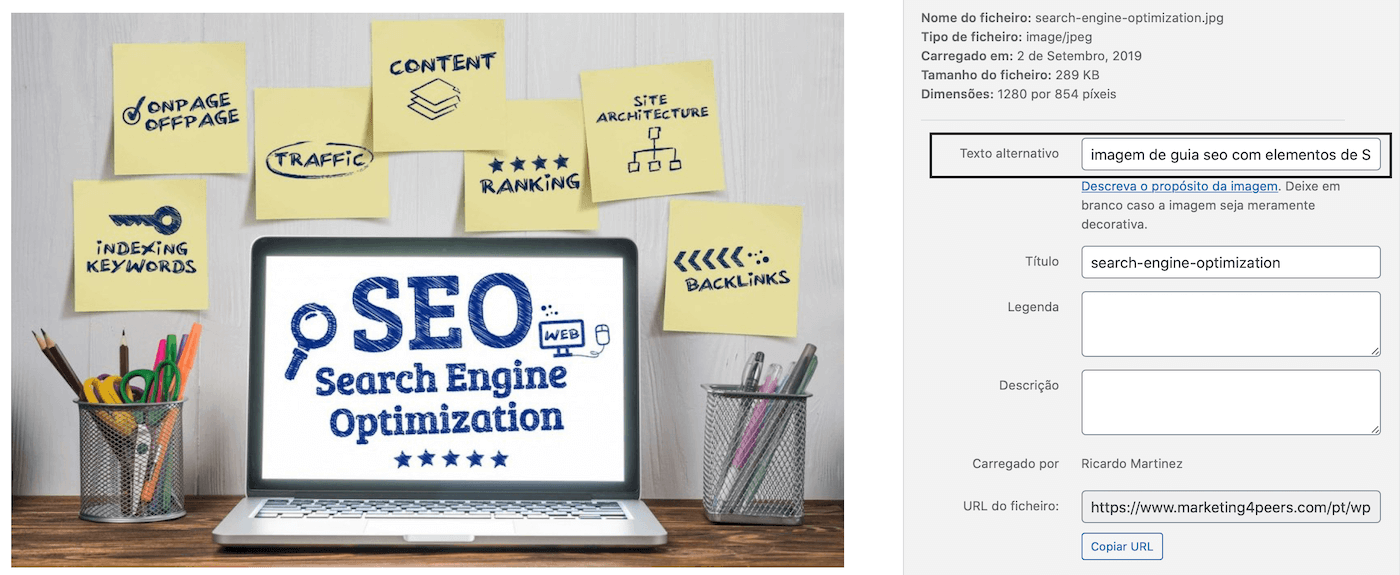 CONTENT
ONPAGE
OFFPAGE
TRAFFIC
RANKING
SITE
ARCHITECTURE
INDEXING
KEYWORDS
BACKLINKS
SEO
WEB
Search Engine
Optimization
Nome do ficheiro: search-engine-optimization.jpg
Tipo de ficheiro: image/jpeg
Carregado em: 2 de Setembro, 2019
Tamanho do ficheiro: 289 KB
Dimensões: 1280 por 854 píxeis
Texto alternativo imagem de guia seo com elementos de S
Descreva o propósito da imagem. Deixe em
branco caso a imagem seja meramente
decorativa.
Título search-engine-optimization
Legenda
Descrição
Carregado por Ricardo Martinez
URL do ficheiro: https://www.marketing4peers.com/pt/wp
Copiar URL